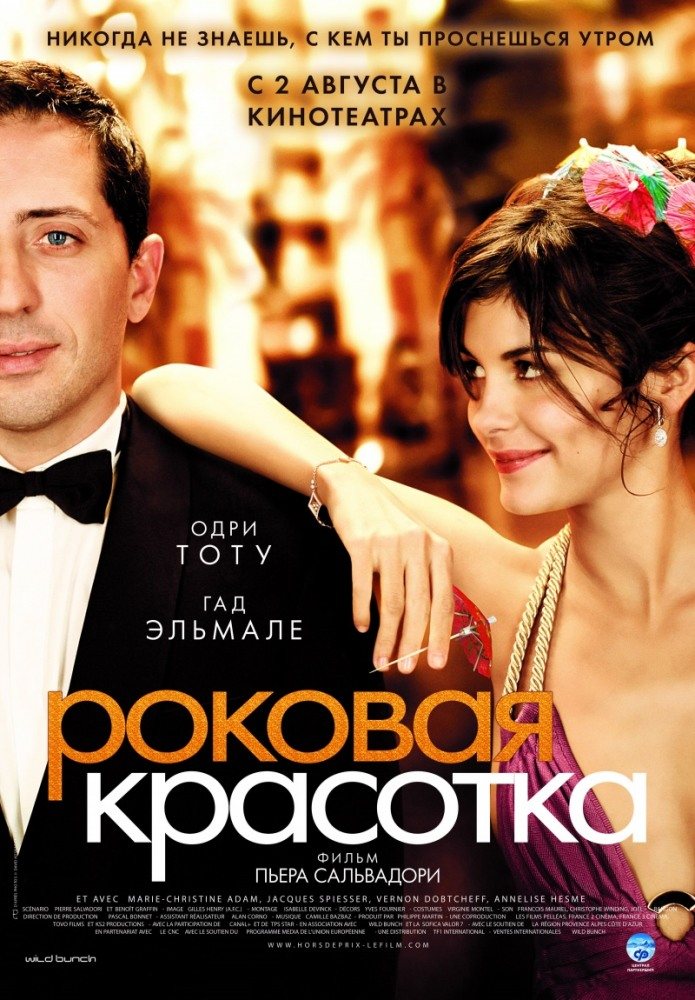 НИКОГДА НЕ ЗНАЕШЬ, С КЕМ ТЫ ПРОСНЕШЬСЯ УТРОМ
С 2 АВГУСТА В
КИНОТЕАТРАХ
ОДРИ
ТОТУ
ГАД
ЭЛЬМАЛЕ
РОКОВАЯ
КРАСОТКА
ФИЛЬМ
ПЬЕРА САЛЬВАДОРИ
ET AVEC MARIE-CHRISTINE ADAM, JACQUES SPIESSER, VERNON DOBTCHEFF, ANNELISE HESME
SCÉNARIO PIERRE SALVADORI ET BENOÎT GRAFFIN - IMAGE GILLES HENRY (A.F.C.) - MONTAGE ISABELLE DEVINCK - DÉCORS YVES FOURNIER - COSTUMES VIRGINIE MONTEL - SON FRANCOIS MAUREL, CHRISTOPHE WINDING,
DIRECTION DE PRODUCTION PASCAL BONNET - ASSISTANT RÉALISATEUR ALAN CORNO - MUSIQUE CAMILLE BAZBAZ - PRODUIT PAR PHILIPPE MARTIN - UNE COPRODUCTION LES FILMS PELLÉAS, FRANCE 2 CINÉMA, FRANCE 3 CINÉMA,
TOVO FILMS ET KS2 PRODUCTIONS - AVEC LA PARTICIPATION DE CANAL+ ET DE TPS STAR - EN ASSOCIATION AVEC WILD BUNCH ET LA SOFICA VALOR 7 - AVEC LE SOUTIEN DE LA RÉGION PROVENCE ALPES-CÔTE D'AZUR,
EN PARTENARIAT AVEC LE CNC AVEC LE SOUTIEN DU PROGRAMME MEDIA DE L'UNION EUROPEENNE UNE DISTRIBUTION TF1 INTERNATIONAL - VENTES INTERNATIONALES WILD BUNCH
WWW.HORSDEPRIX-LEFILM.COM
wild bunch
ЦЕНТРАЛ
ПАРТНЕРШИП